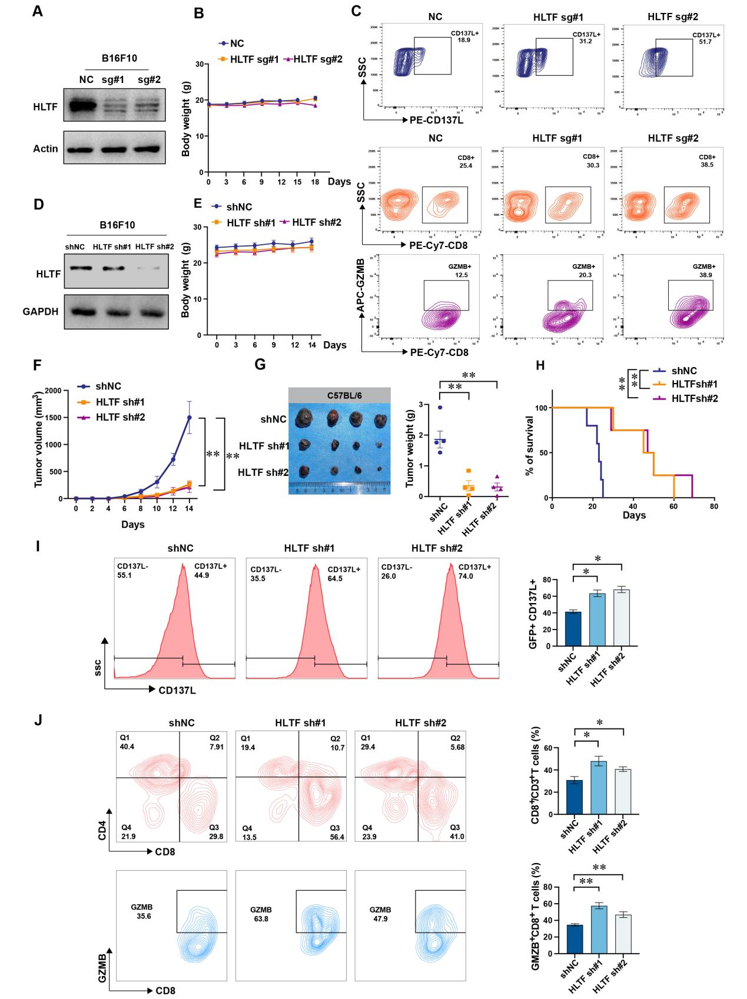 A
B16F10
NC sg#1 sg#2
HLTF
Actin
B
NC
HLTF sg#1 HLTF sg#2
Body weight (g)
30
20
10
0
0 3 6 9 12 15 18 Days
C
NC HLTF sg#1 HLTF sg#2
CD137L+
18.9
CD137L+
31.2
CD137L+
51.7
250K
200K
150K
100K
50K
0
SSC
PE-CD137L
NC HLTF sg#1 HLTF sg#2
CD8+
25.4
CD8+
30.3
CD8+
38.5
SSC
PE-Cy7-CD8
GZMB+
12.5
GZMB+
20.3
GZMB+
38.9
APC-GZMB
PE-Cy7-CD8
D
B16F10
shNC HLTF sh#1 HLTF sh#2
HLTF
GAPDH
E
shNC
HLTF sh#1 HLTF sh#2
Body weight (g)
30
20
10
0
0 3 6 9 12 14 Days
F
shNC
HLTF sh#1
HLTF sh#2
Tumor volume (mm3)
2000
1500
1000
500
0
0 2 4 6 8 10 12 14
Days
** **
G
C57BL/6
shNC
HLTF sh#1
HLTF sh#2
**
**
Tumor weight (g)
3
2
1
0
shNC HLTF sh#1 HLTF sh#2
H
shNC
HLTFsh#1
HLTFsh#2
** **
% of survival
100
50
0
0 20 40 60 80
Days
I
shNC HLTF sh#1 HLTF sh#2
CD137L-
55.1
CD137L+
44.9
CD137L-
35.5
CD137L+
64.5
CD137L-
26.0
CD137L+
74.0
ssc
CD137L
*
*
GFP+ CD137L+
80
60
40
20
0
shNC HLTF sh#1 HLTF sh#2
J
shNC HLTF sh#1 HLTF sh#2
Q1
40.4
Q2
7.91
Q4
21.9
Q3
29.8
Q1
19.4
Q2
10.7
Q4
13.5
Q3
56.4
Q1
29.4
Q2
5.68
Q4
23.9
Q3
41.0
CD4
CD8
*
*
CD8+/CD3+T cells (%)
60
40
20
0
shNC HLTF sh#1 HLTF sh#2
GZMB
35.6
GZMB
63.8
GZMB
47.9
GZMB
CD8
**
**
GMZB+CD8+ T cells (%)
80
60
40
20
0
shNC HLTF sh#1 HLTF sh#2